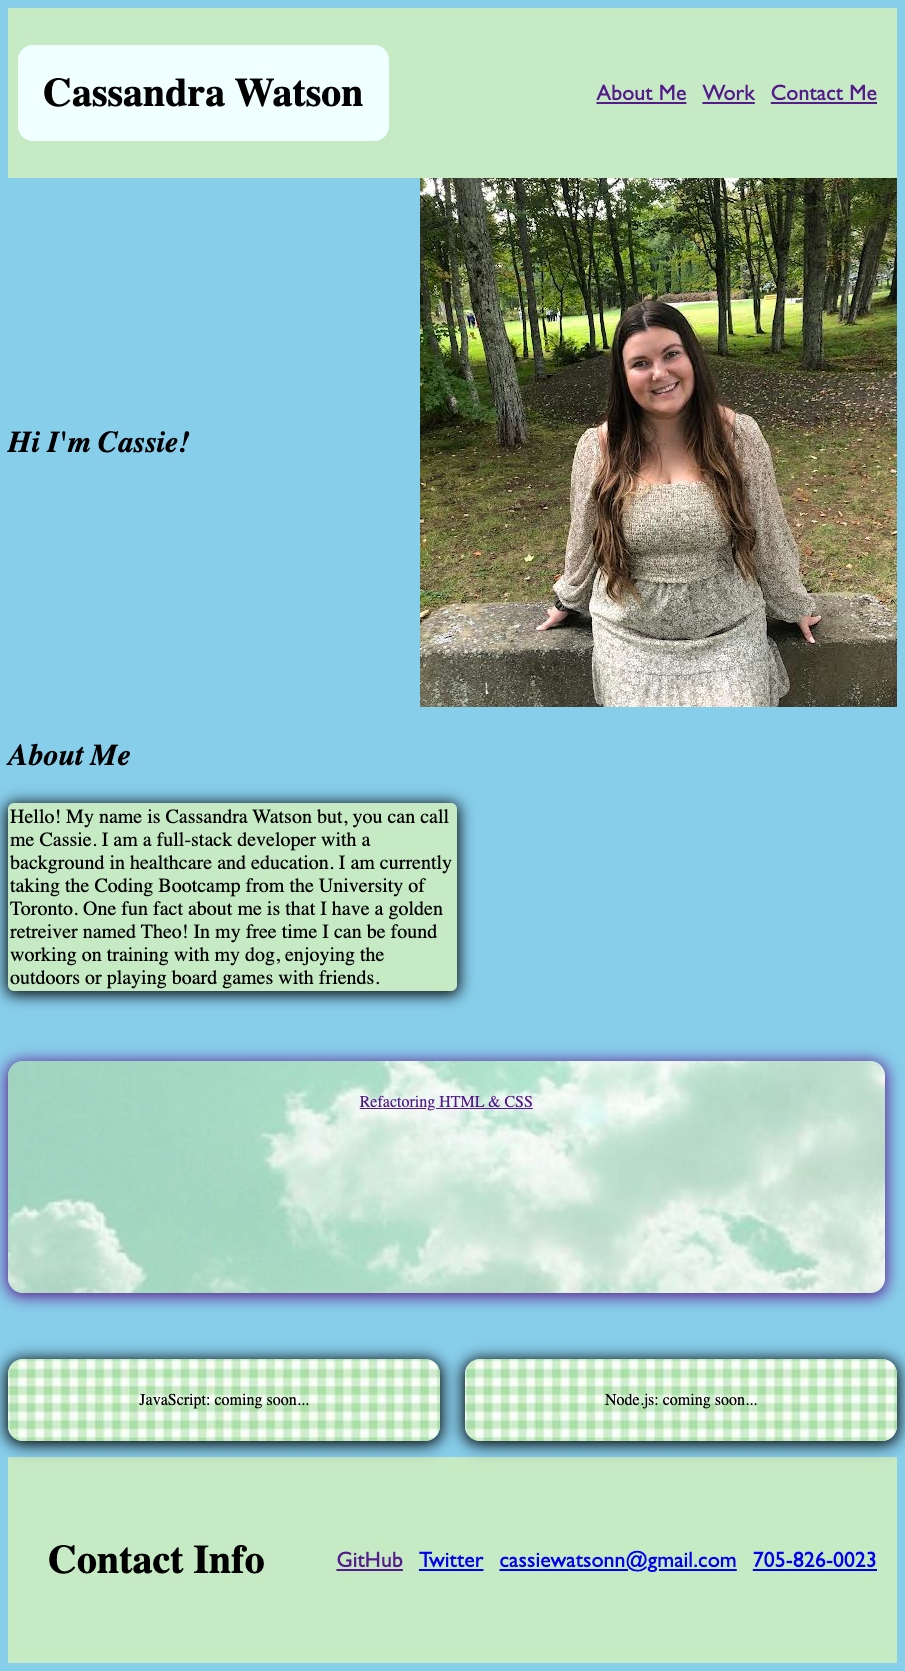 Cassandra Watson
About Me Work Contact Me
Hi I'm Cassie!
About Me
Hello! My name is Cassandra Watson but, you can call
me Cassie. I am a full-stack developer with a
background in healthcare and education. I am currently
taking the Coding Bootcamp from the University of
Toronto. One fun fact about me is that I have a golden
retreiver named Theo! In my free time I can be found
working on training with my dog, enjoying the
outdoors or playing board games with friends.
Refactoring HTML & CSS
JavaScript: coming soon...
Node.js: coming soon...
Contact Info
GitHub Twitter cassiewatsonn@gmail.com 705-826-0023